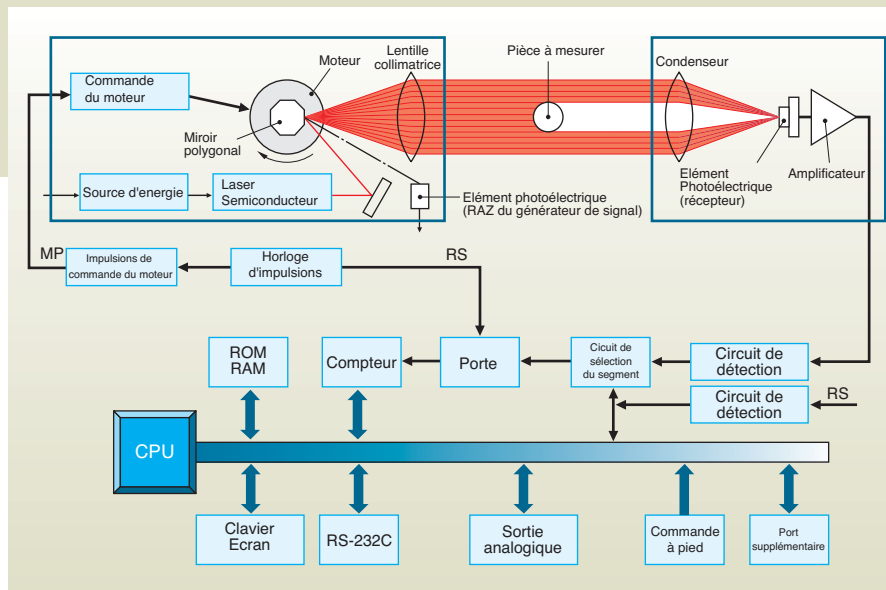 Commande
du moteur
Moteur
Lentille
collimatrice
Pièce à mesurer
Condenseur
Miroir
polygonal
Source d'energie
Laser
Semiconducteur
Elément photoélectrique
(RAZ du générateur de signal)
Elément
Photoélectrique
(récepteur)
Amplificateur
MP
Impulsions de
commande du moteur
Horloge
d'impulsions
RS
ROM
RAM
Compteur
Porte
Cicuit de
sélection
du segment
Circuit de
détection
Circuit de
détection
RS
CPU
Clavier
Ecran
RS-232C
Sortie
analogique
Commande
à pied
Port
supplémentaire